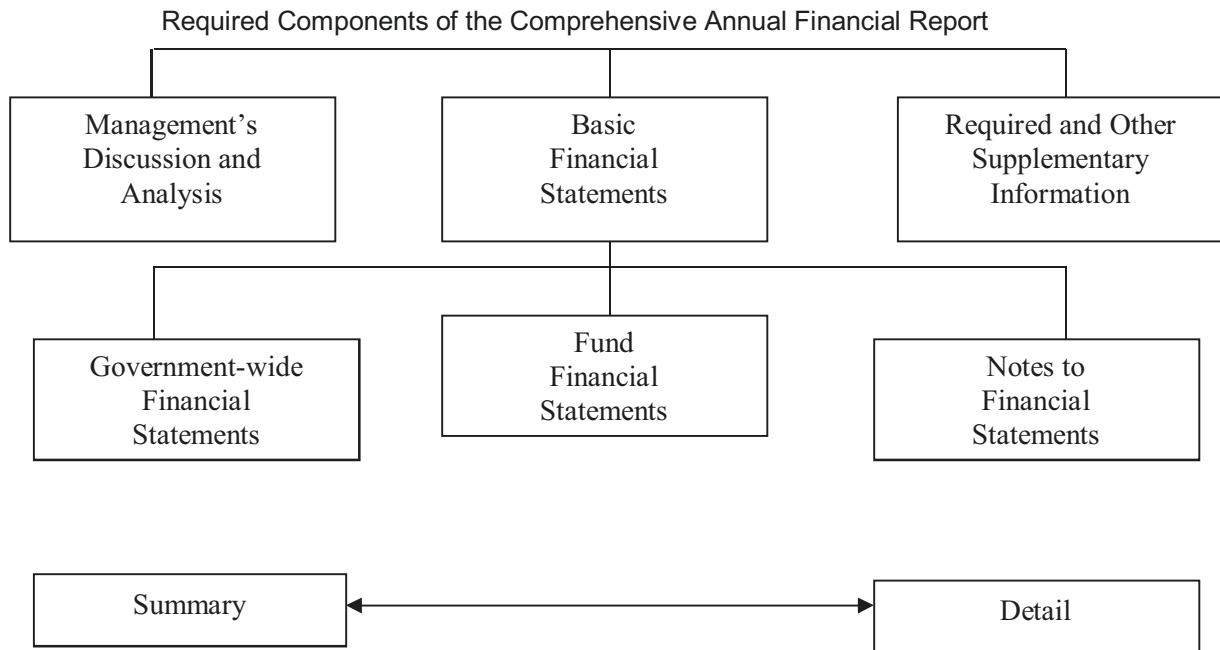 Required Components of the Comprehensive Annual Financial Report
Management’s
Discussion and
Analysis
Basic
Financial
Statements
Required and Other
Supplementary
Information
Government-wide
Financial
Statements
Fund
Financial
Statements
Notes to
Financial
Statements
Summary
Detail